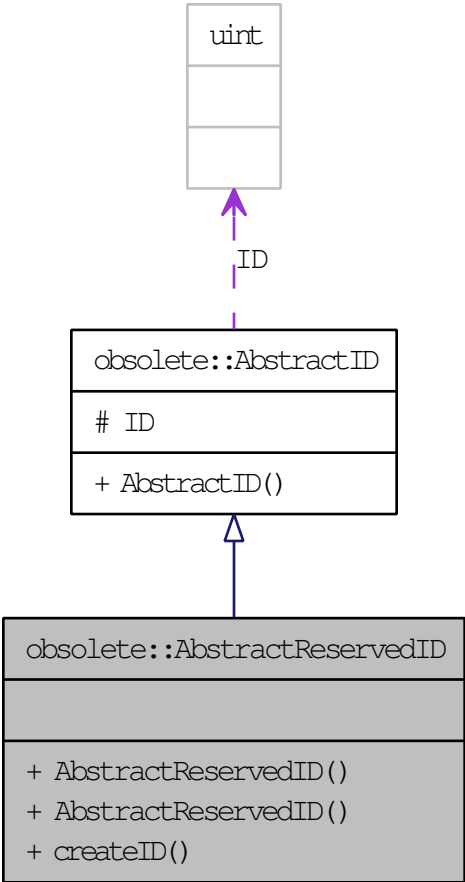 uint
ID
obsolete::AbstractID
# ID
+ AbstractID()
obsolete::AbstractReservedID
+ AbstractReservedID()
+ AbstractReservedID()
+ createID()